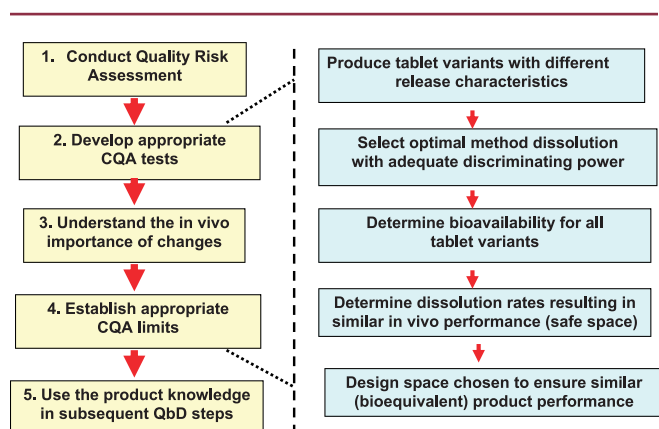 1. Conduct Quality Risk
Assessment
2. Develop appropriate
CQA tests
3. Understand the in vivo
importance of changes
4. Establish appropriate
CQA limits
5. Use the product knowledge
in subsequent QbD steps
Produce tablet variants with different
release characteristics
Select optimal method dissolution
with adequate discriminating power
Determine bioavailability for all
tablet variants
Determine dissolution rates resulting in
similar in vivo performance (safe space)
Design space chosen to ensure similar
(bioequivalent) product performance